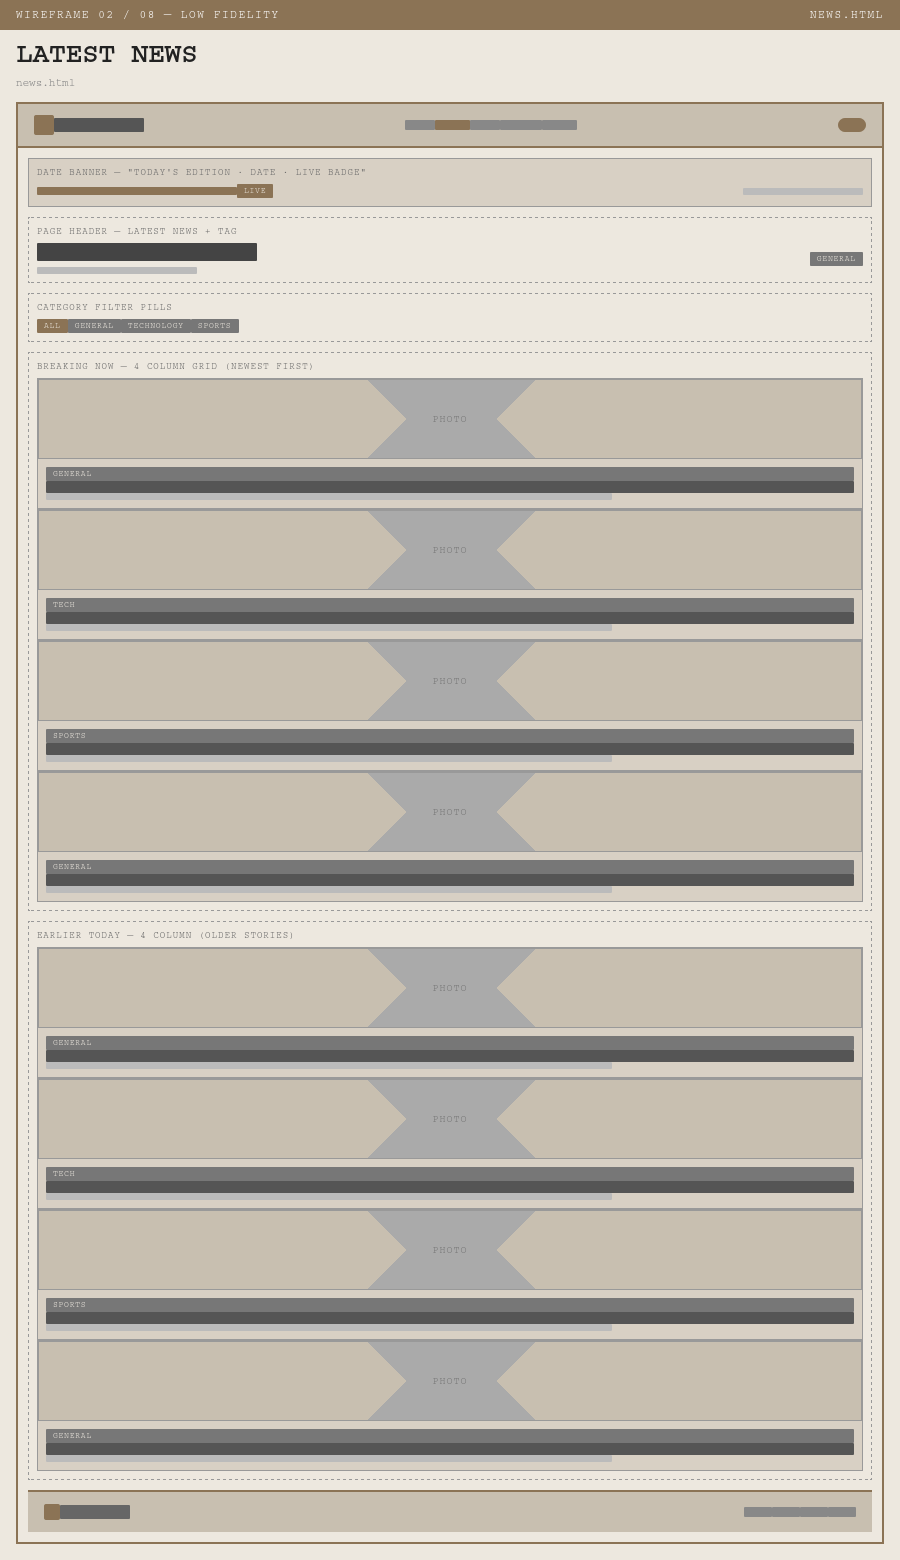 WIREFRAME 02 / 08 — LOW FIDELITY
NEWS.HTML
LATEST NEWS
news.html
DATE BANNER — "TODAY'S EDITION · DATE · LIVE BADGE"
LIVE
PAGE HEADER — LATEST NEWS + TAG
GENERAL
CATEGORY FILTER PILLS
ALL GENERAL TECHNOLOGY SPORTS
BREAKING NOW — 4 COLUMN GRID (NEWEST FIRST)
PHOTO
GENERAL
PHOTO
TECH
PHOTO
SPORTS
PHOTO
GENERAL
EARLIER TODAY — 4 COLUMN (OLDER STORIES)
PHOTO
GENERAL
PHOTO
TECH
PHOTO
SPORTS
PHOTO
GENERAL